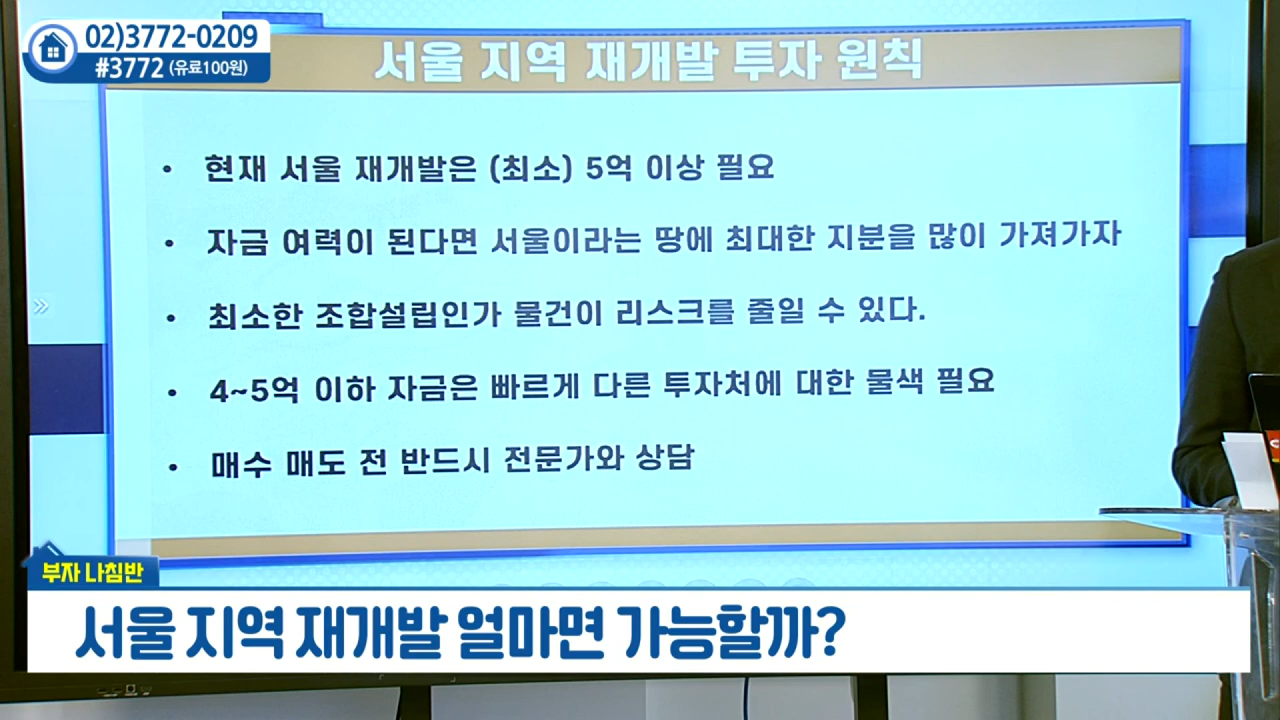 02)3772-0209
#3772 (유료100원)
서울 지역 재개발 투자 원칙
• 현재 서울 재개발은 (최소) 5억 이상 필요
• 자금 여력이 된다면 서울이라는 땅에 최대한 지분을 많이 가져가자
• 최소한 조합설립인가 물건이 리스크를 줄일 수 있다.
• 4~5억 이하 자금은 빠르게 다른 투자처에 대한 물색 필요
• 매수 매도 전 반드시 전문가와 상담
부자 나침반
서울 지역 재개발 얼마면 가능할까?